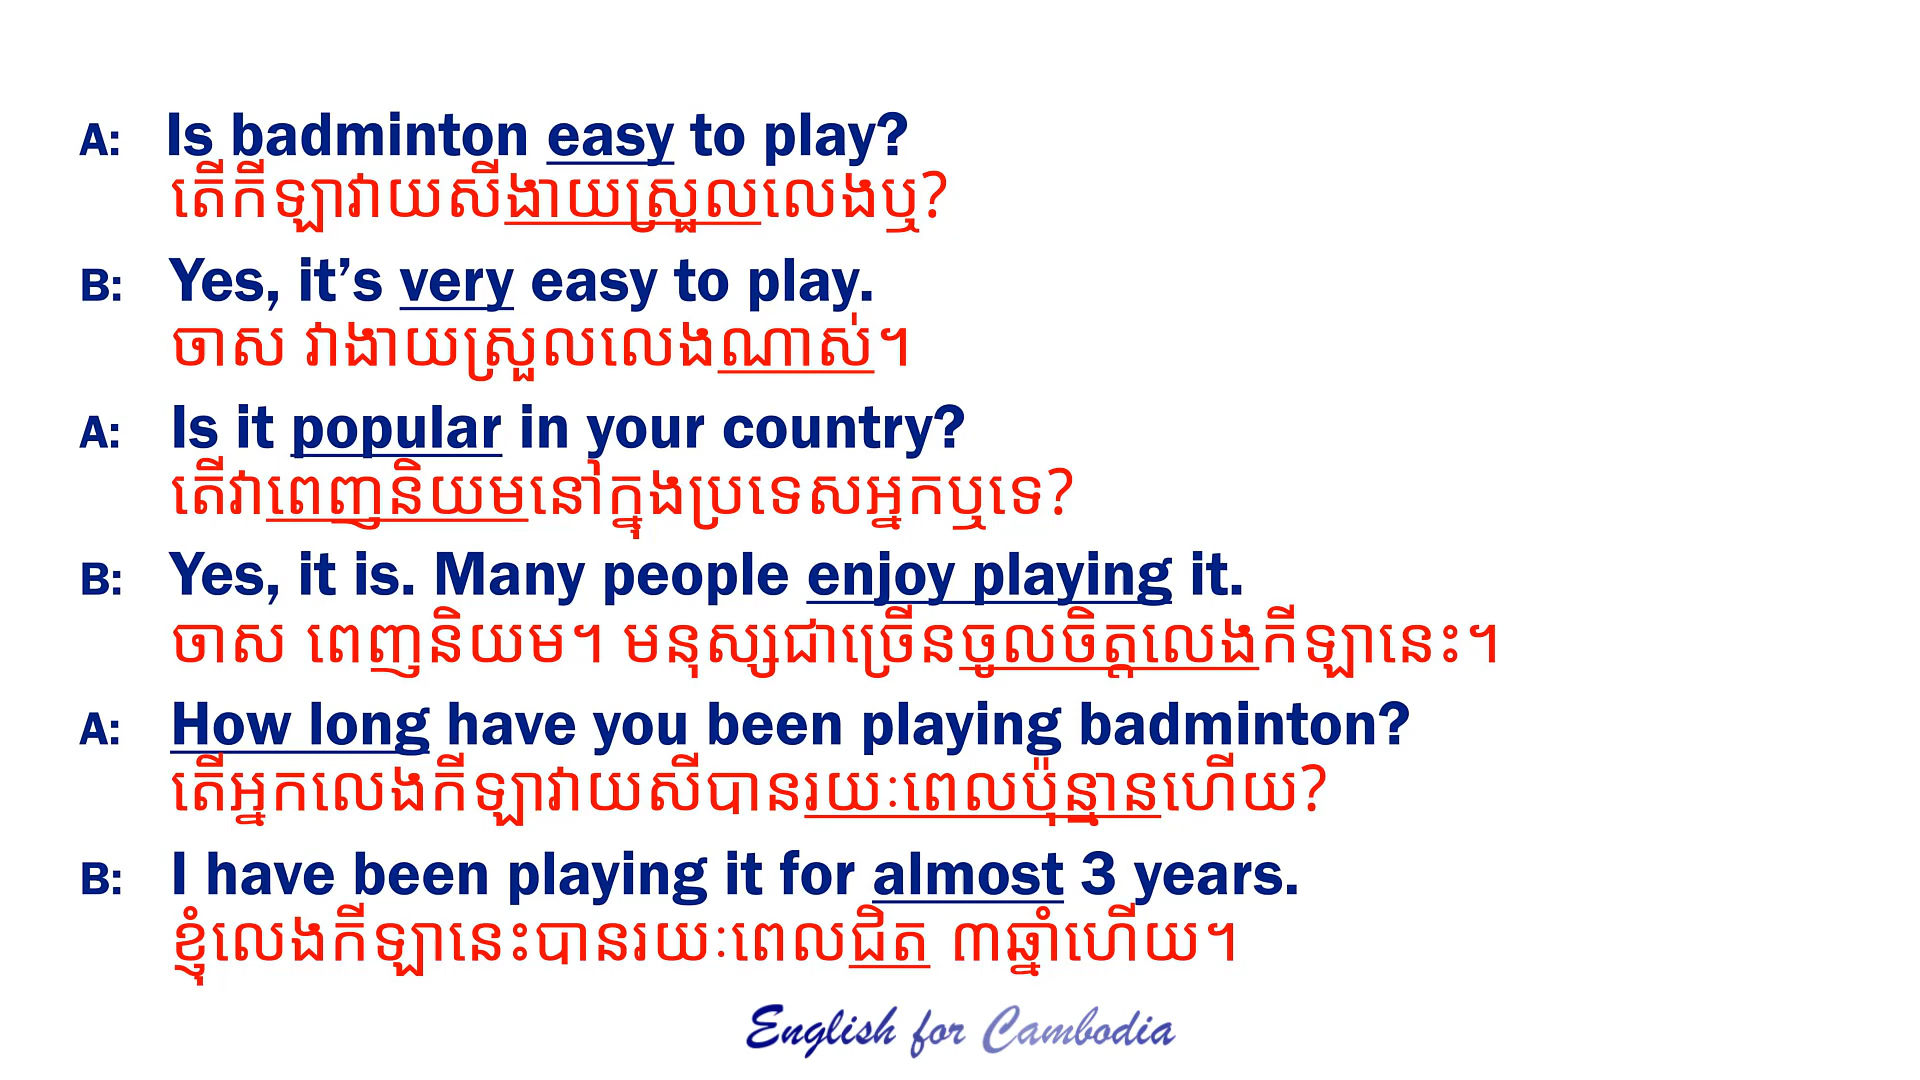 A: Is badminton easy to play?
តើកីឡាវាយសីងាយស្រួលលេងឬ?
B: Yes, it’s very easy to play.
ចាស វាងាយស្រួលលេងណាស់។
A: Is it popular in your country?
តើវាពេញនិយមនៅក្នុងប្រទេសអ្នកឬទេ?
B: Yes, it is. Many people enjoy playing it.
ចាស ពេញនិយម។ មនុស្សជាច្រើនចូលចិត្តលេងកីឡានេះ។
A: How long have you been playing badminton?
តើអ្នកលេងកីឡាវាយសីបានរយៈពេលប៉ុន្មានហើយ?
B: I have been playing it for almost 3 years.
ខ្ញុំលេងកីឡានេះបានរយៈពេលជិត ៣ឆ្នាំហើយ។
English for Cambodia